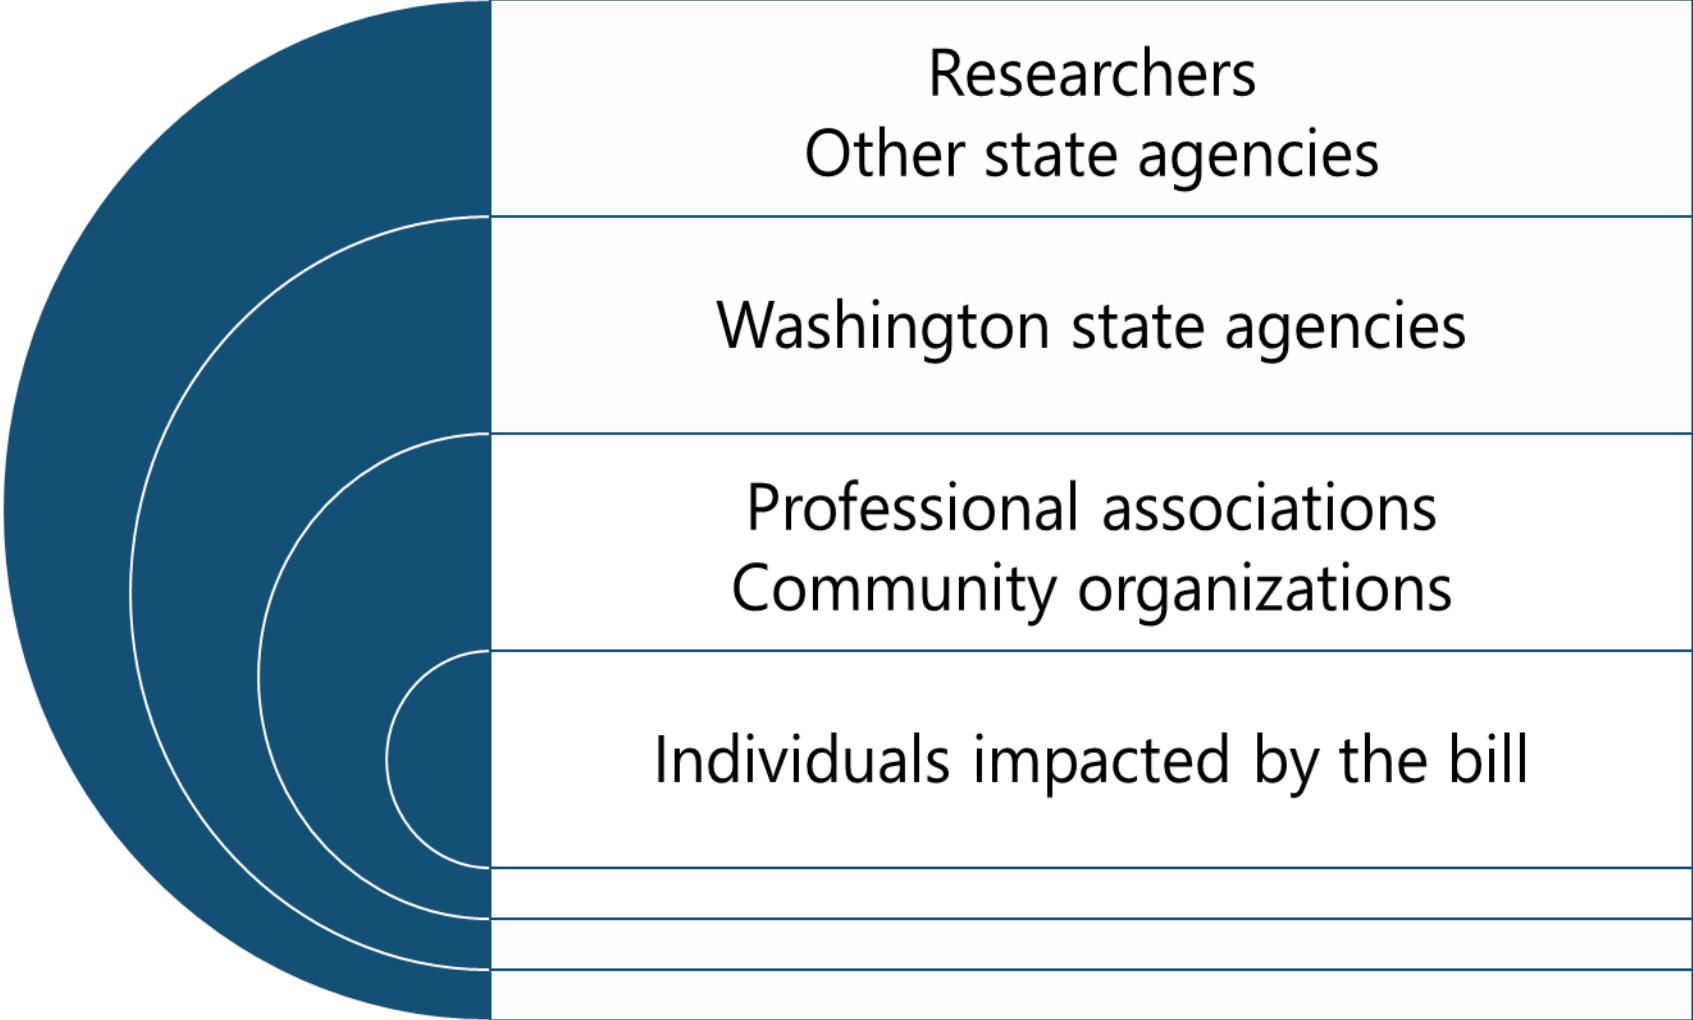 Researchers
Other state agencies
Washington state agencies
Professional associations
Community organizations
Individuals impacted by the bill